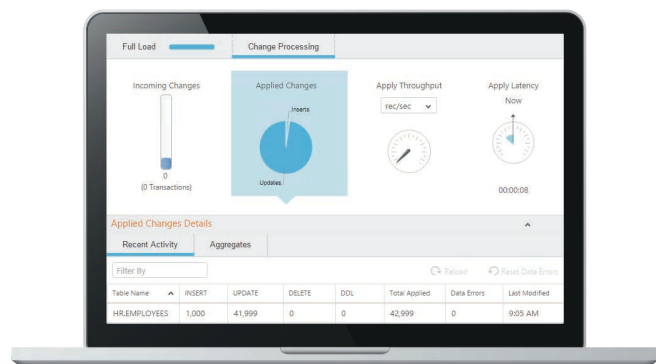 Full Load
Change Processing
Incoming Changes
Applied Changes
Apply Throughput
Apply Latency
Inserts
rec/sec
Now
0
(0 Transactions)
Updates
00:00:08
Applied Changes Details
Recent Activity
Aggregates
Filter By
Reload
Reset Data Errors
Table Name INSERT UPDATE DELETE DDL Total Applied Data Errors Last Modified
HR.EMPLOYEES 1,000 41,999 0 0 42,999 0 9:05 AM